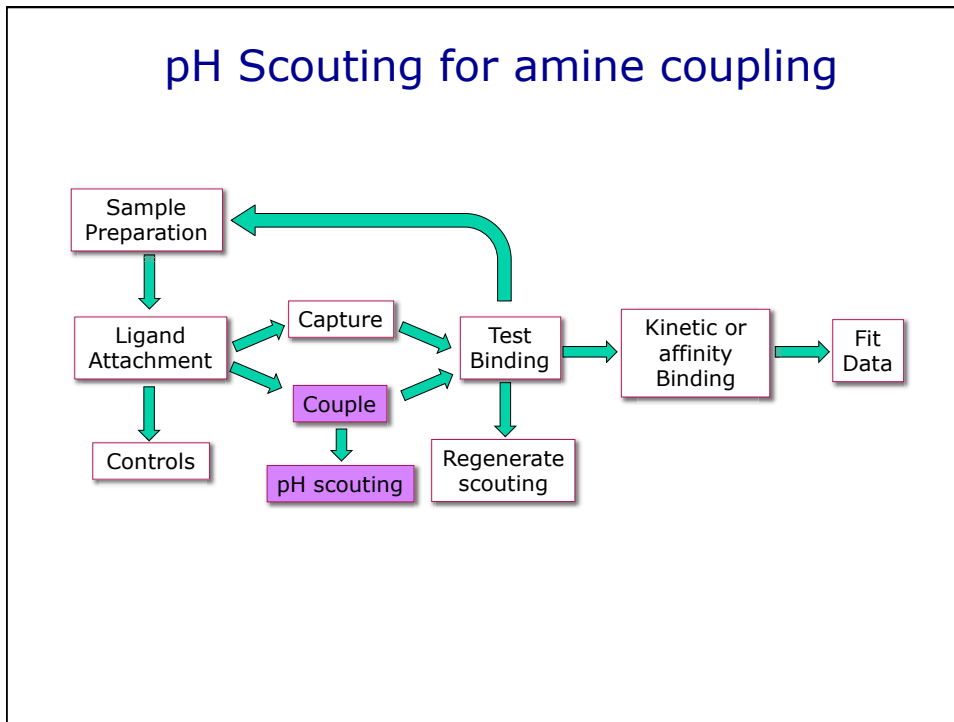 pH Scouting for amine coupling
Sample
Preparation
Ligand
Attachment
Controls
Capture
Couple
pH scouting
Test
Binding
Regenerate
scouting
Kinetic or
affinity
Binding
Fit
Data